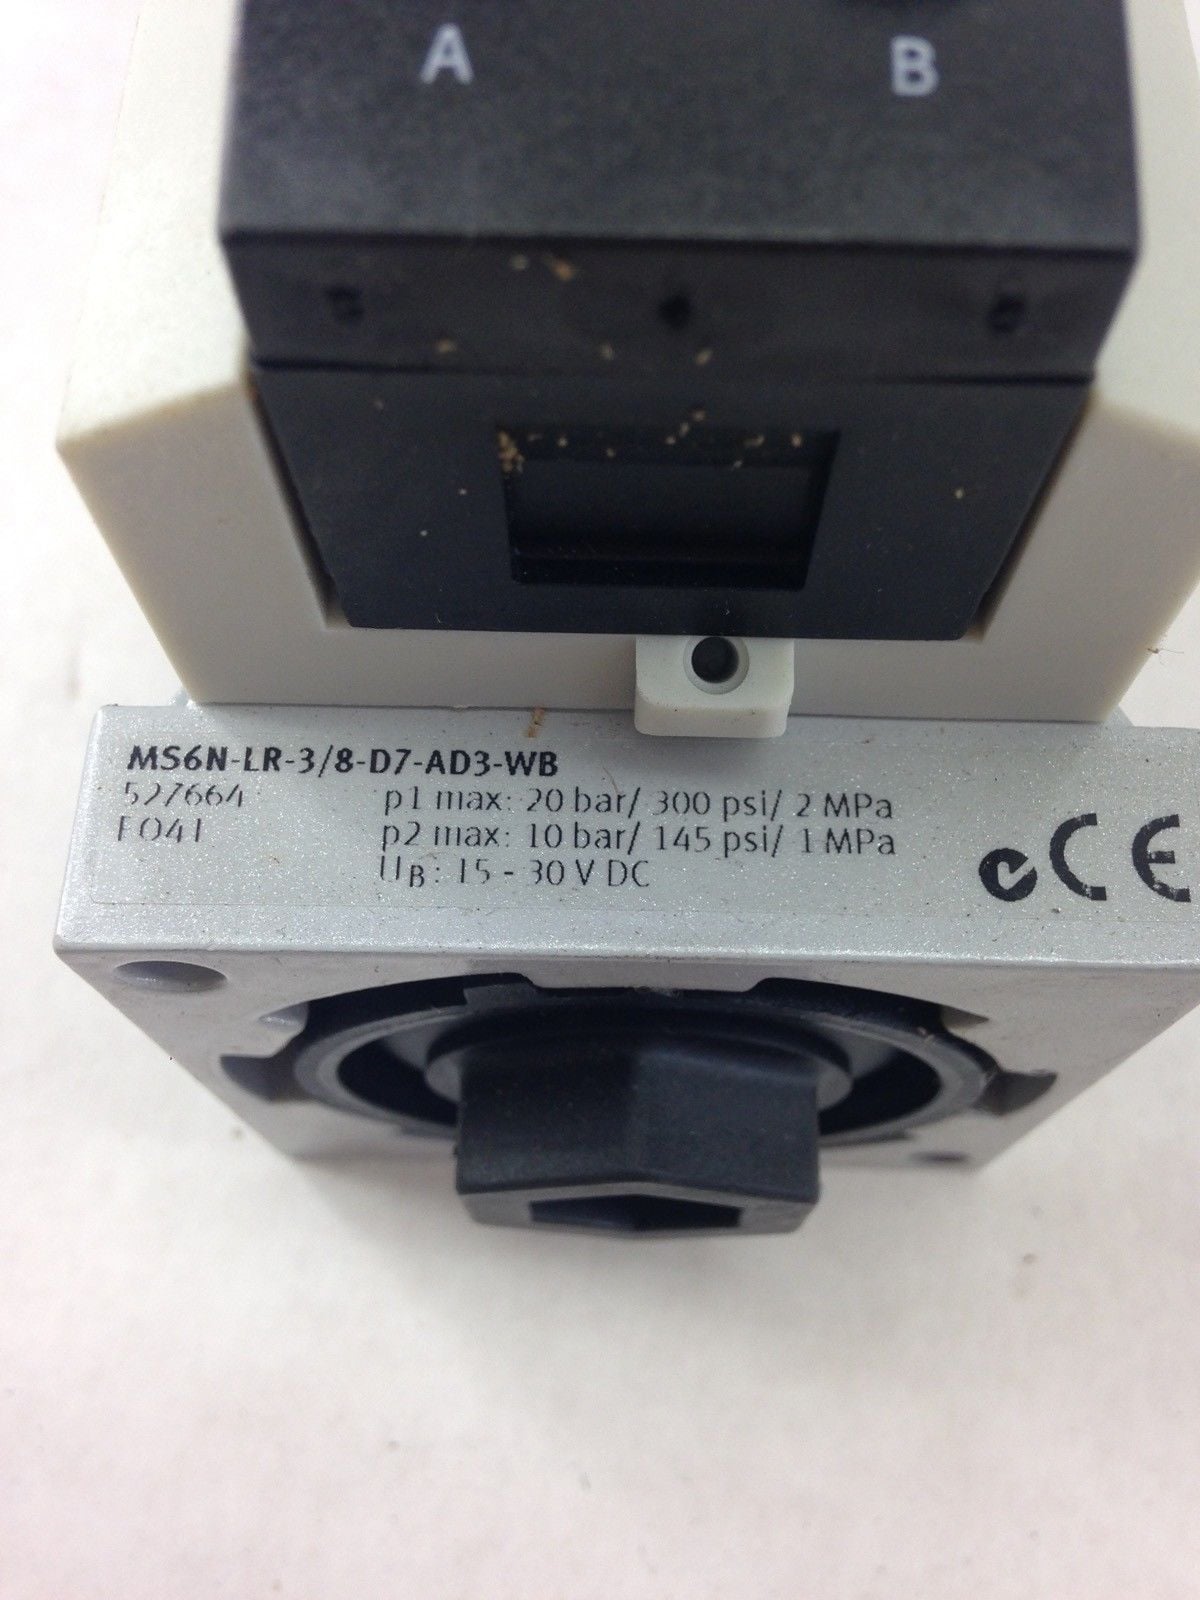 A B
MS6N-LR-3/8-D7-AD3-WB
527664 p1 max: 20 bar/ 300 psi/ 2 MPa
F041 p2 max: 10 bar/ 145 psi/ 1 MPa
UB: 15 - 30 V DC
CE